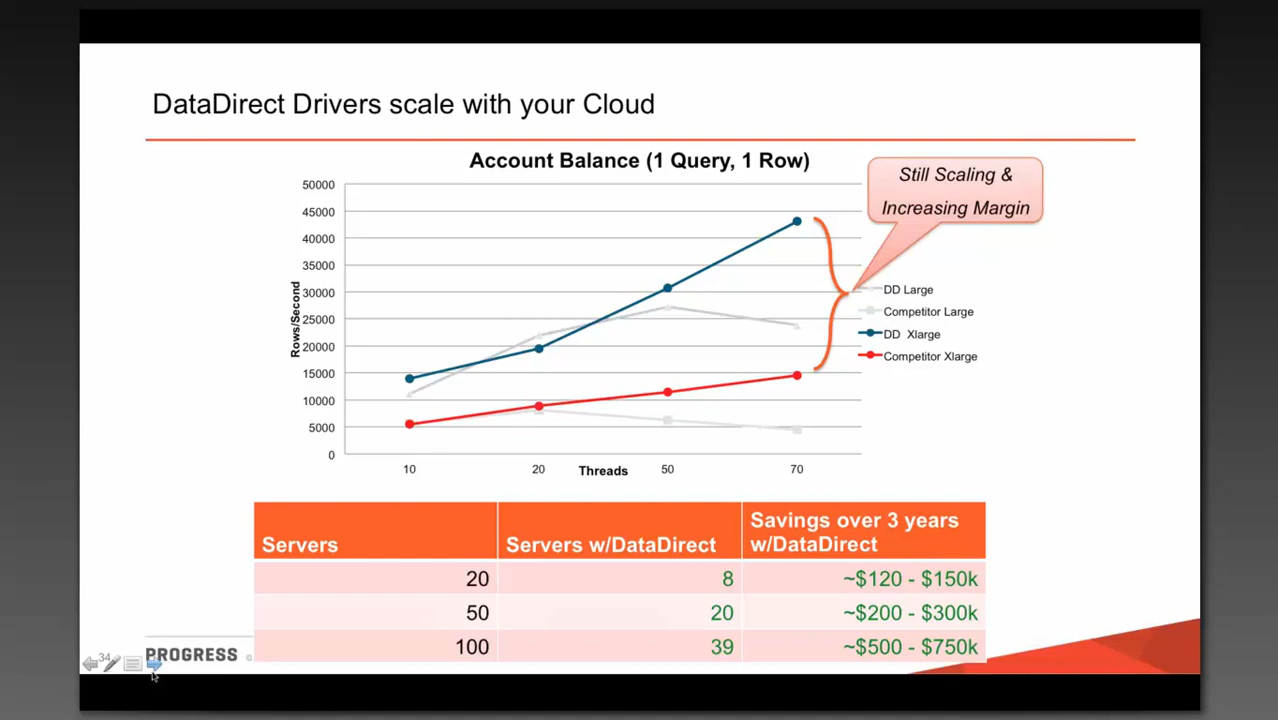 DataDirect Drivers scale with your Cloud
Account Balance (1 Query, 1 Row)
Still Scaling &
Increasing Margin
50000
45000
40000
35000
30000
25000
20000
15000
10000
5000
0
Rows/Second
10
20
Threads
50
70
DD Large
Competitor Large
DD Xlarge
Competitor Xlarge
Servers
Servers w/DataDirect
Savings over 3 years
w/DataDirect
20 8 ~$120 - $150k
50 20 ~$200 - $300k
100 39 ~$500 - $750k
34
PROGRESS ©